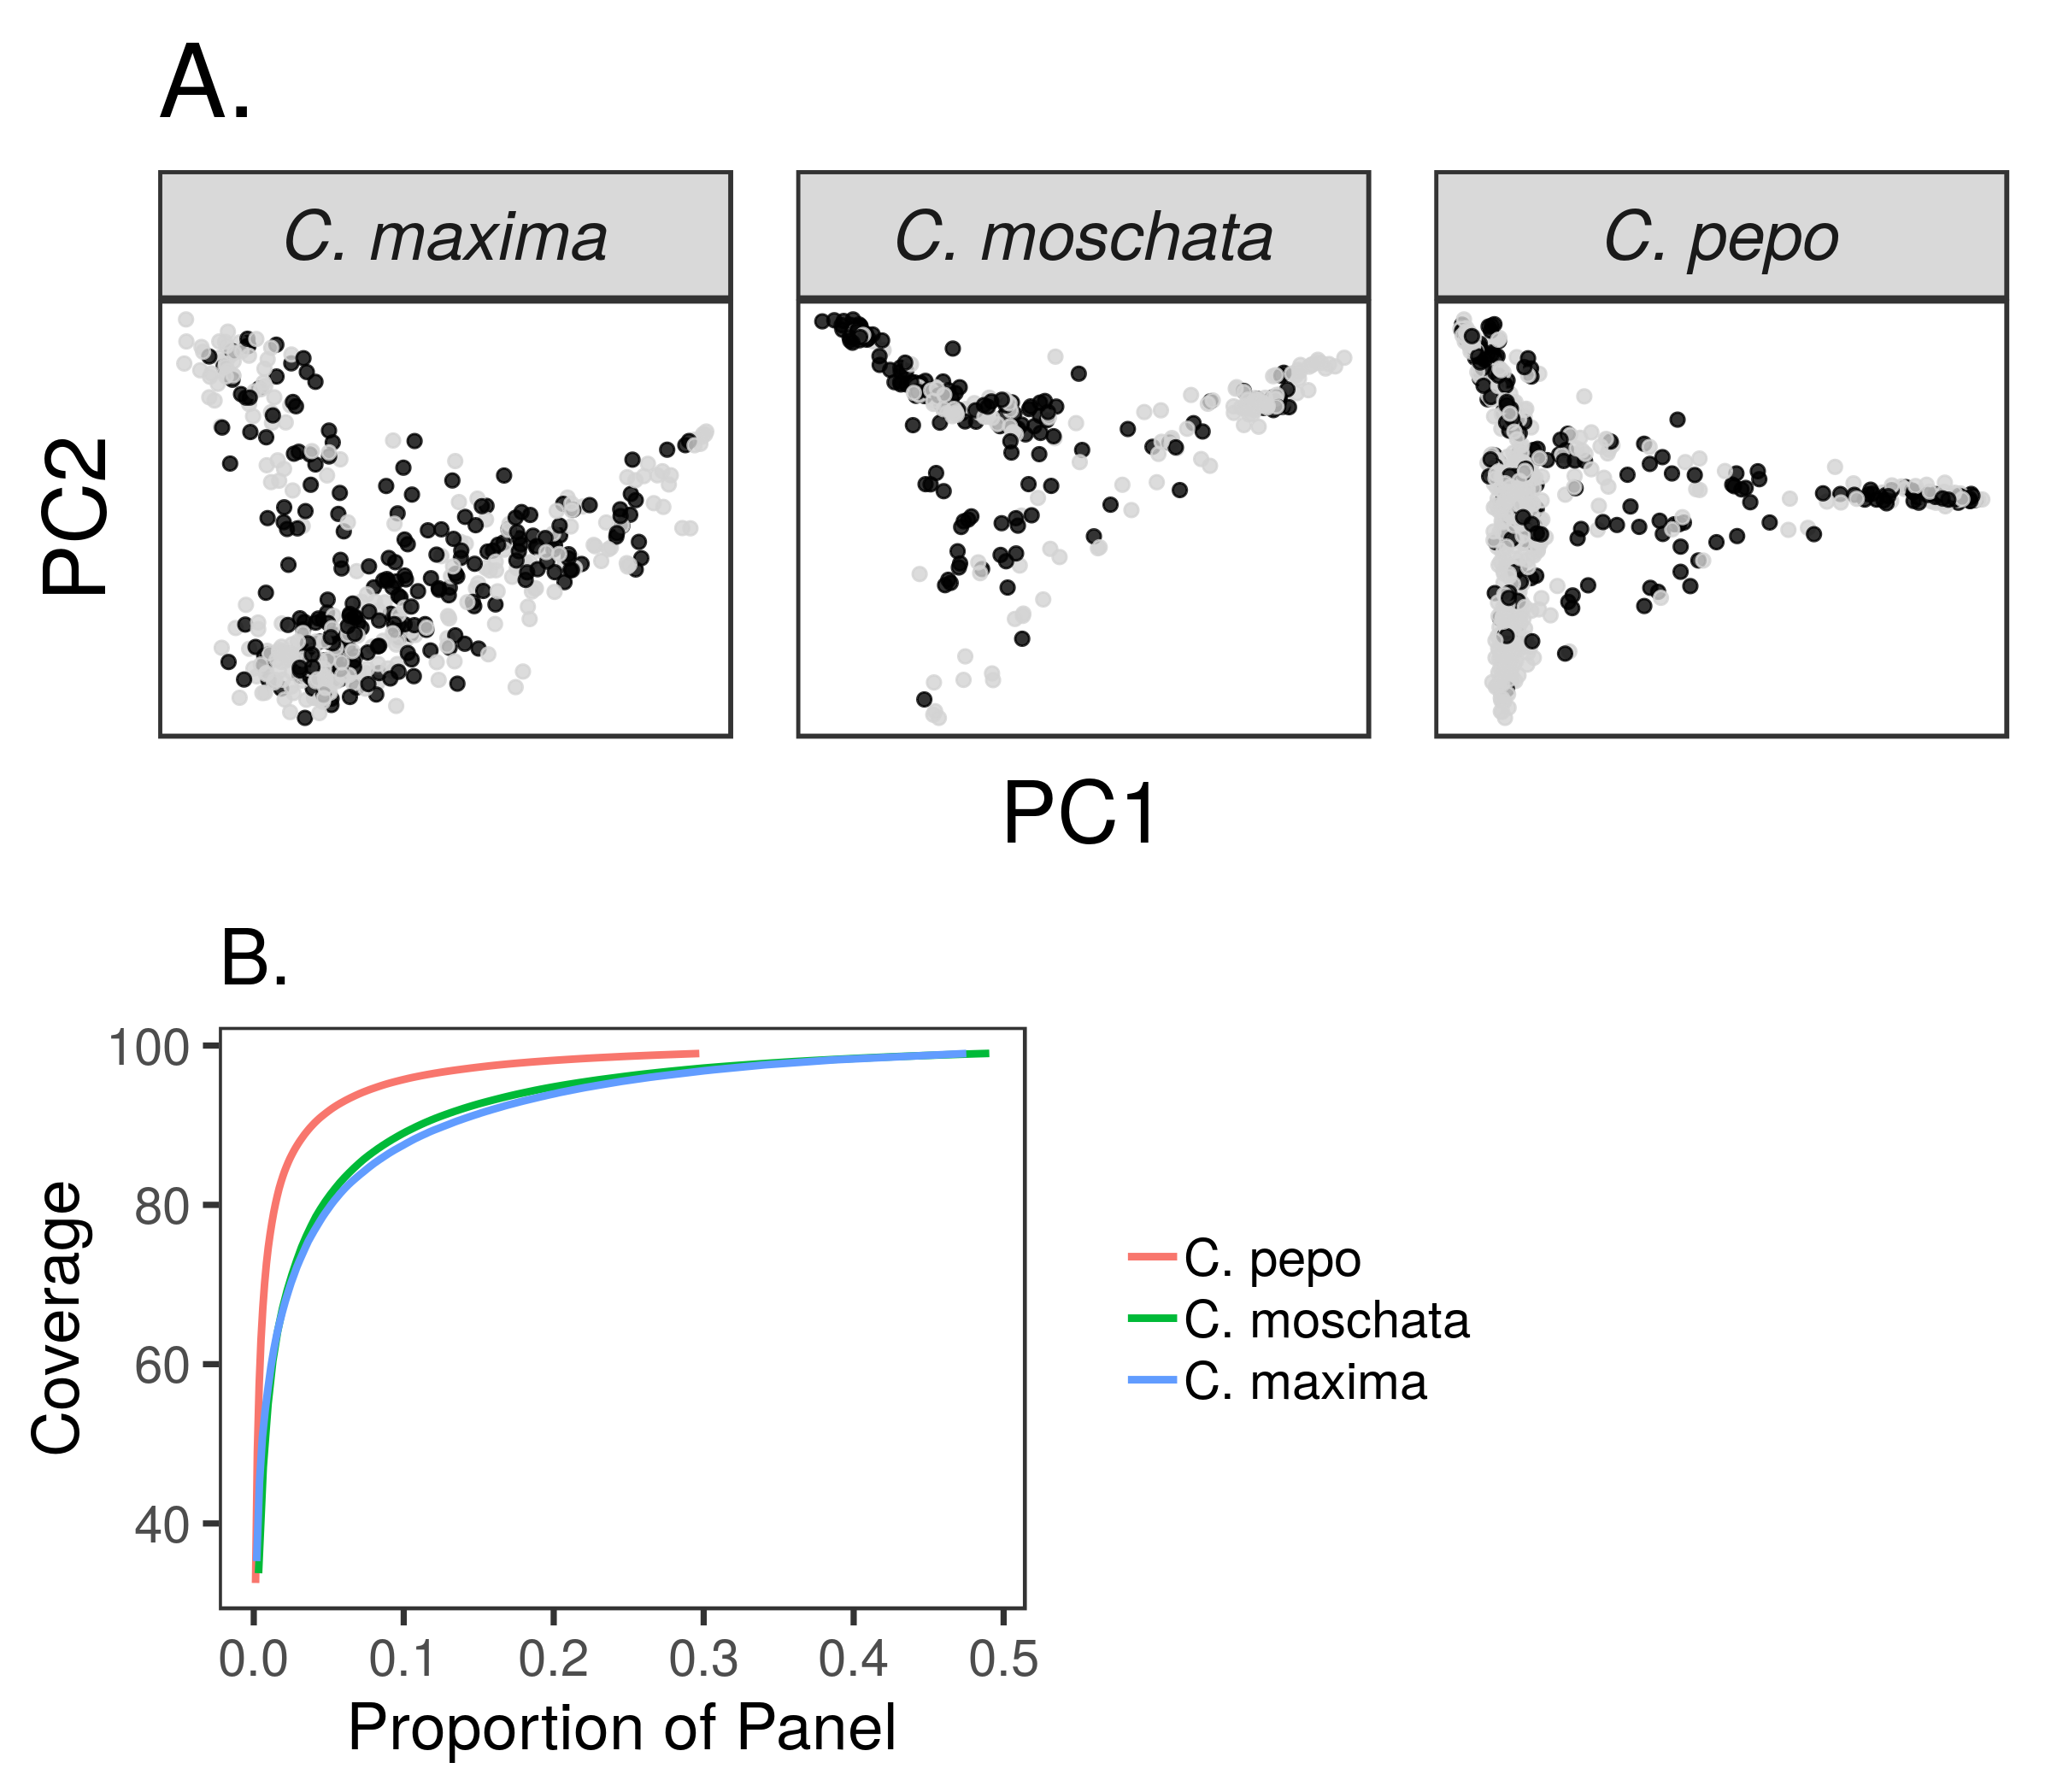 A.
C. maxima
C. moschata
C. pepo
PC2
PC1
B.
100
80
60
40
Coverage
0.0 0.1 0.2 0.3 0.4 0.5
Proportion of Panel
C. pepo
C. moschata
C. maxima